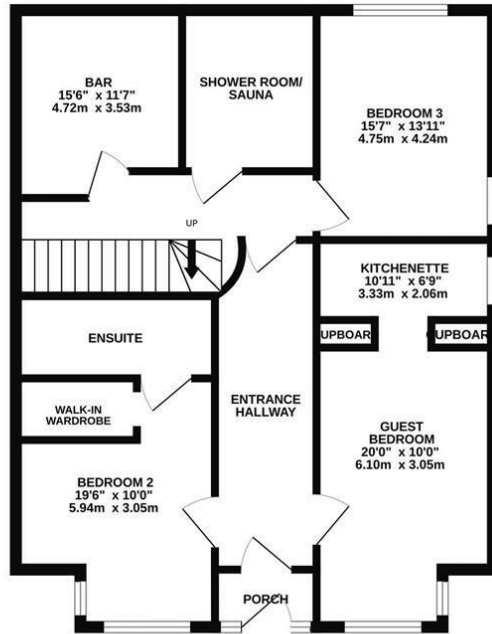 BAR
15'6" x 11'7"
4.72m x 3.53m
SHOWER ROOM/
SAUNA
BEDROOM 3
15'7" x 13'11"
4.75m x 4.24m
UP
KITCHENETTE
10'11" x 6'9"
3.33m x 2.06m
UPBOAR
UPBOAR
ENSUITE
WALK-IN
WARDROBE
ENTRANCE
HALLWAY
GUEST
BEDROOM
20'0" x 10'0"
6.10m x 3.05m
BEDROOM 2
19'6" x 10'0"
5.94m x 3.05m
PORCH